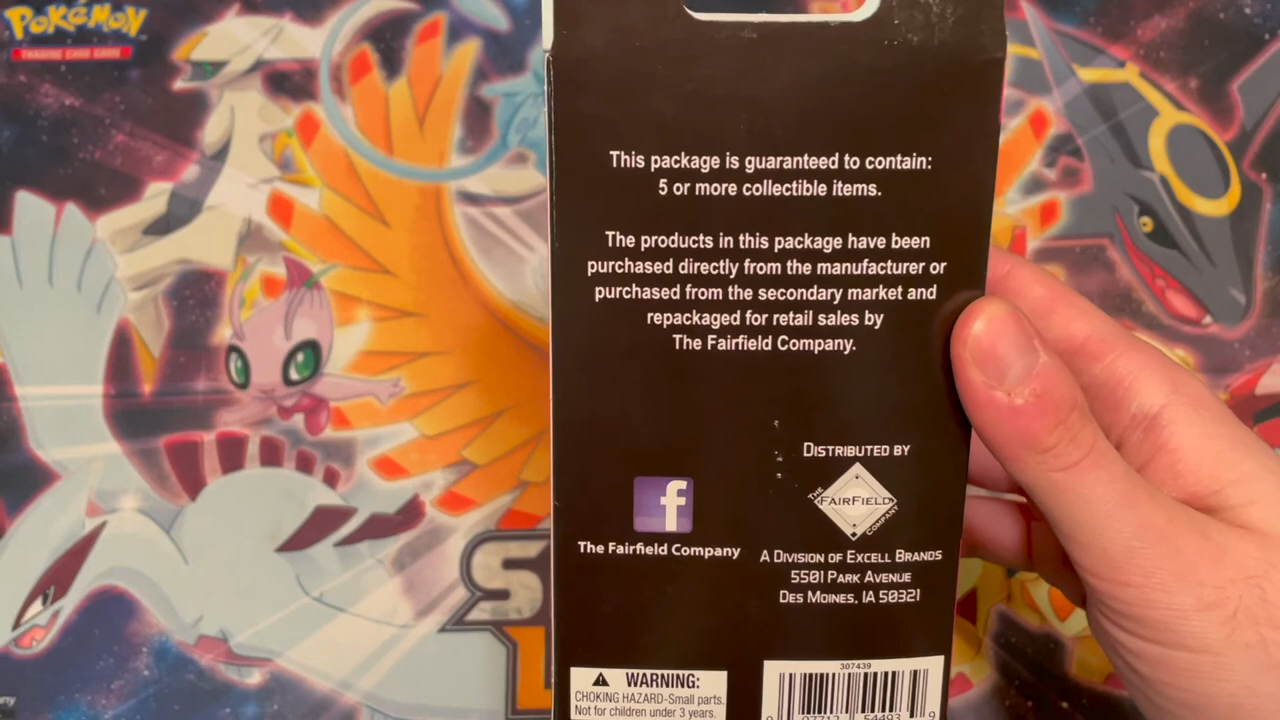 POKéMON
TRADING CARD GAME
This package is guaranteed to contain:
5 or more collectible items.
The products in this package have been
purchased directly from the manufacturer or
purchased from the secondary market and
repackaged for retail sales by
The Fairfield Company.
DISTRIBUTED BY
THE
FAIRFIELD
COMPANY
f
The Fairfield Company
A DIVISION OF EXCELL BRANDS
5501 PARK AVENUE
DES MOINES, IA 50321
WARNING:
CHOKING HAZARD-Small parts.
Not for children under 3 years.
307439